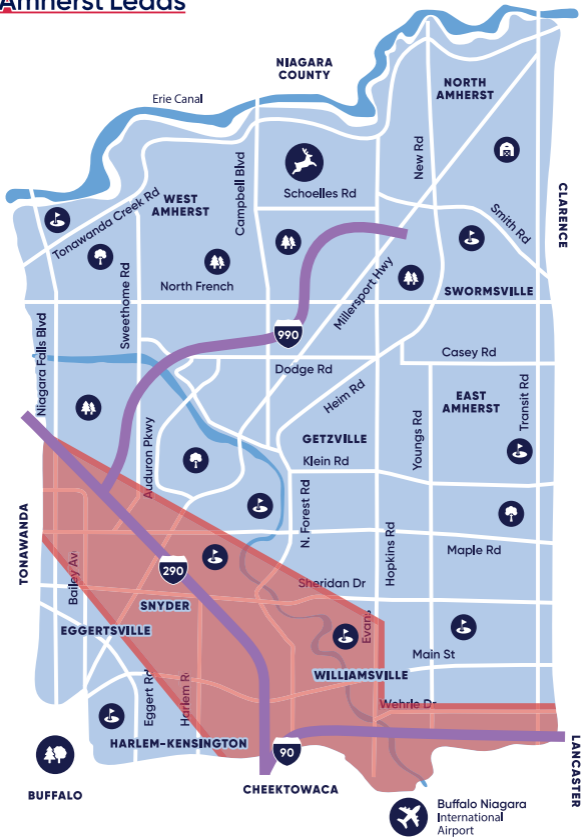 Amherst Leads
NIAGARA
COUNTY
Erie Canal
NORTH
AMHERST
New Rd
Campbell Blvd
Schoelles Rd
WEST
AMHERST
Tonawanda Creek Rd
CLARENCE
Smith Rd
Sweethome Rd
North French
Millersport Hwy
SWORMSVILLE
Niagara Falls Blvd
990
Casey Rd
Dodge Rd
Heim Rd
EAST
AMHERST
Transit Rd
Auduron Pkwy
GETZVILLE
Youngs Rd
Klein Rd
N. Forest Rd
Hopkins Rd
TONAWANDA
Maple Rd
290
Bailey Av
Sheridan Dr
SNYDER
EGGERTSVILLE
Evans
Main St
WILLIAMSVILLE
Eggert Rd
Harlem R
Wehrle Dr
HARLEM-KENSINGTON
90
LANCASTER
BUFFALO
CHEEKTOWACA
Buffalo Niagara
International
Airport